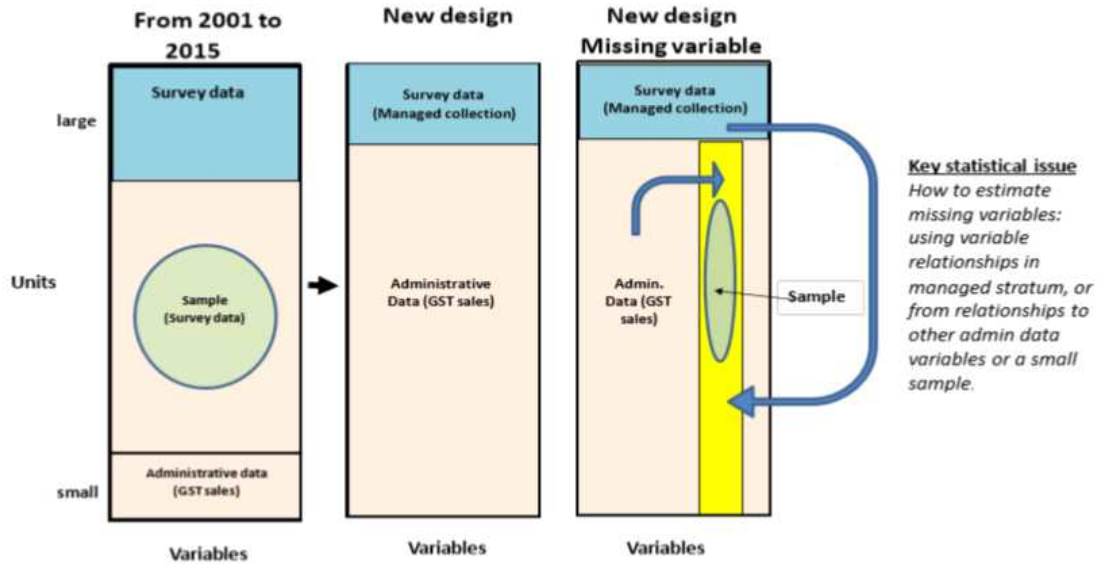 From 2001 to
2015
New design
New design
Missing variable
Survey data
large
Units
Sample
(Survey data)
Administrative data
(GST sales)
small
Variables
Survey data
(Managed collection)
Administrative
Data (GST sales)
Variables
Survey data
(Managed collection)
Admin.
Data (GST
sales)
Sample
Variables
Key statistical issue
How to estimate
missing variables:
using variable
relationships in
managed stratum, or
from relationships to
other admin data
variables or a small
sample.